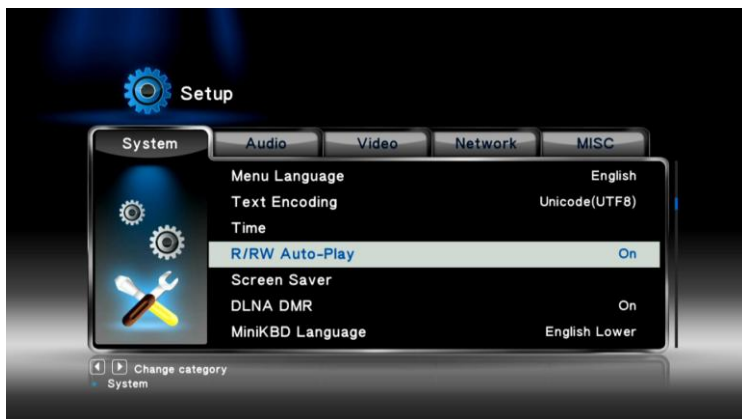 Setup
System Audio Video Network MISC
Menu Language English
Text Encoding Unicode(UTF8)
Time
R/RW Auto-Play On
Screen Saver
DLNA DMR On
MiniKBD Language English Lower
Change category
System